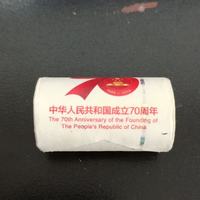 中华人民共和国成立70周年
The 70th Anniversary of the Founding of
The People's Republic of China